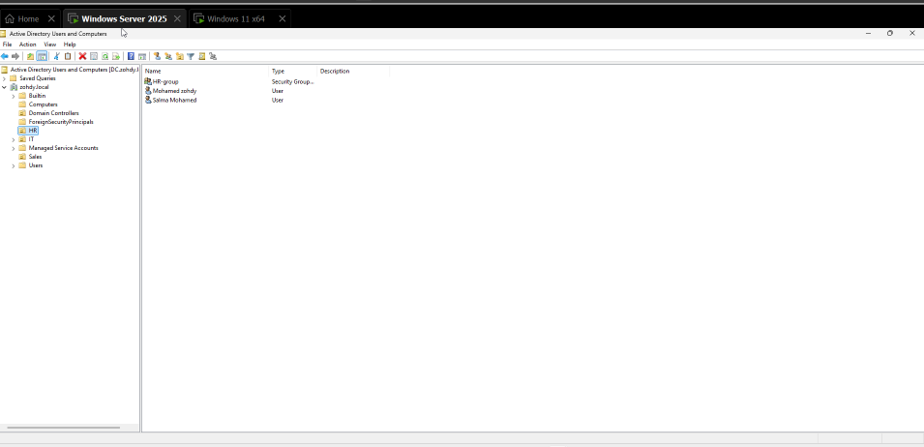 Home Windows Server 2025 Windows 11 x64
Active Directory Users and Computers
File Action View Help
Active Directory Users and Computers [DC.zohdy.l
Saved Queries
zohdy.local
Builtin
Computers
Domain Controllers
ForeignSecurityPrincipals
HR
IT
Managed Service Accounts
Sales
Users
Name Type Description
HR-group Security Group...
Mohamed zohdy User
Salma Mohamed User